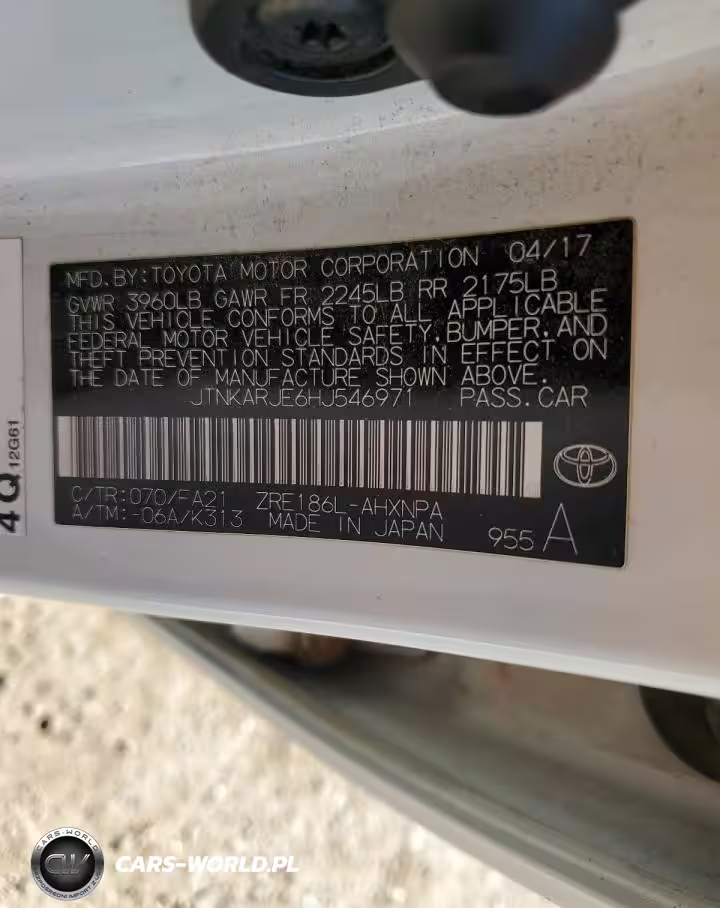 MFD.BY:TOYOTA MOTOR CORPORATION 04/17
GVWR 3960LB GAWR FR 2245LB RR 2175LB
THIS VEHICLE CONFORMS TO ALL APPLICABLE
FEDERAL MOTOR VEHICLE SAFETY,BUMPER,AND
THEFT PREVENTION STANDARDS IN EFFECT ON
THE DATE OF MANUFACTURE SHOWN ABOVE.
JTNKARJE6HJ546971 PASS.CAR
C/TR:070/FA21 ZRE186L-AHXNPA
A/TM:-06A/K313 MADE IN JAPAN
955 A
4Q 12G61
CARS-WORLD
CW
CARS-WORLD.PL